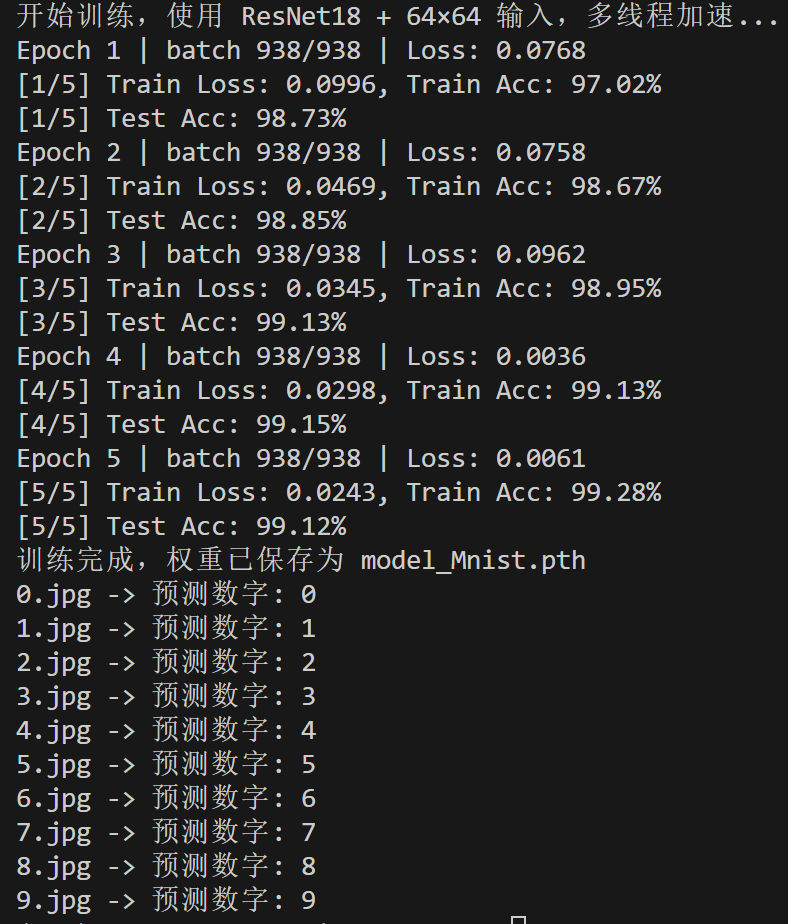 开始训练，使用 ResNet18 + 64×64 输入，多线程加速...
Epoch 1 | batch 938/938 | Loss: 0.0768
[1/5] Train Loss: 0.0996, Train Acc: 97.02%
[1/5] Test Acc: 98.73%
Epoch 2 | batch 938/938 | Loss: 0.0758
[2/5] Train Loss: 0.0469, Train Acc: 98.67%
[2/5] Test Acc: 98.85%
Epoch 3 | batch 938/938 | Loss: 0.0962
[3/5] Train Loss: 0.0345, Train Acc: 98.95%
[3/5] Test Acc: 99.13%
Epoch 4 | batch 938/938 | Loss: 0.0036
[4/5] Train Loss: 0.0298, Train Acc: 99.13%
[4/5] Test Acc: 99.15%
Epoch 5 | batch 938/938 | Loss: 0.0061
[5/5] Train Loss: 0.0243, Train Acc: 99.28%
[5/5] Test Acc: 99.12%
训练完成，权重已保存为 model_Mnist.pth
0.jpg -> 预测数字: 0
1.jpg -> 预测数字: 1
2.jpg -> 预测数字: 2
3.jpg -> 预测数字: 3
4.jpg -> 预测数字: 4
5.jpg -> 预测数字: 5
6.jpg -> 预测数字: 6
7.jpg -> 预测数字: 7
8.jpg -> 预测数字: 8
9.jpg -> 预测数字: 9